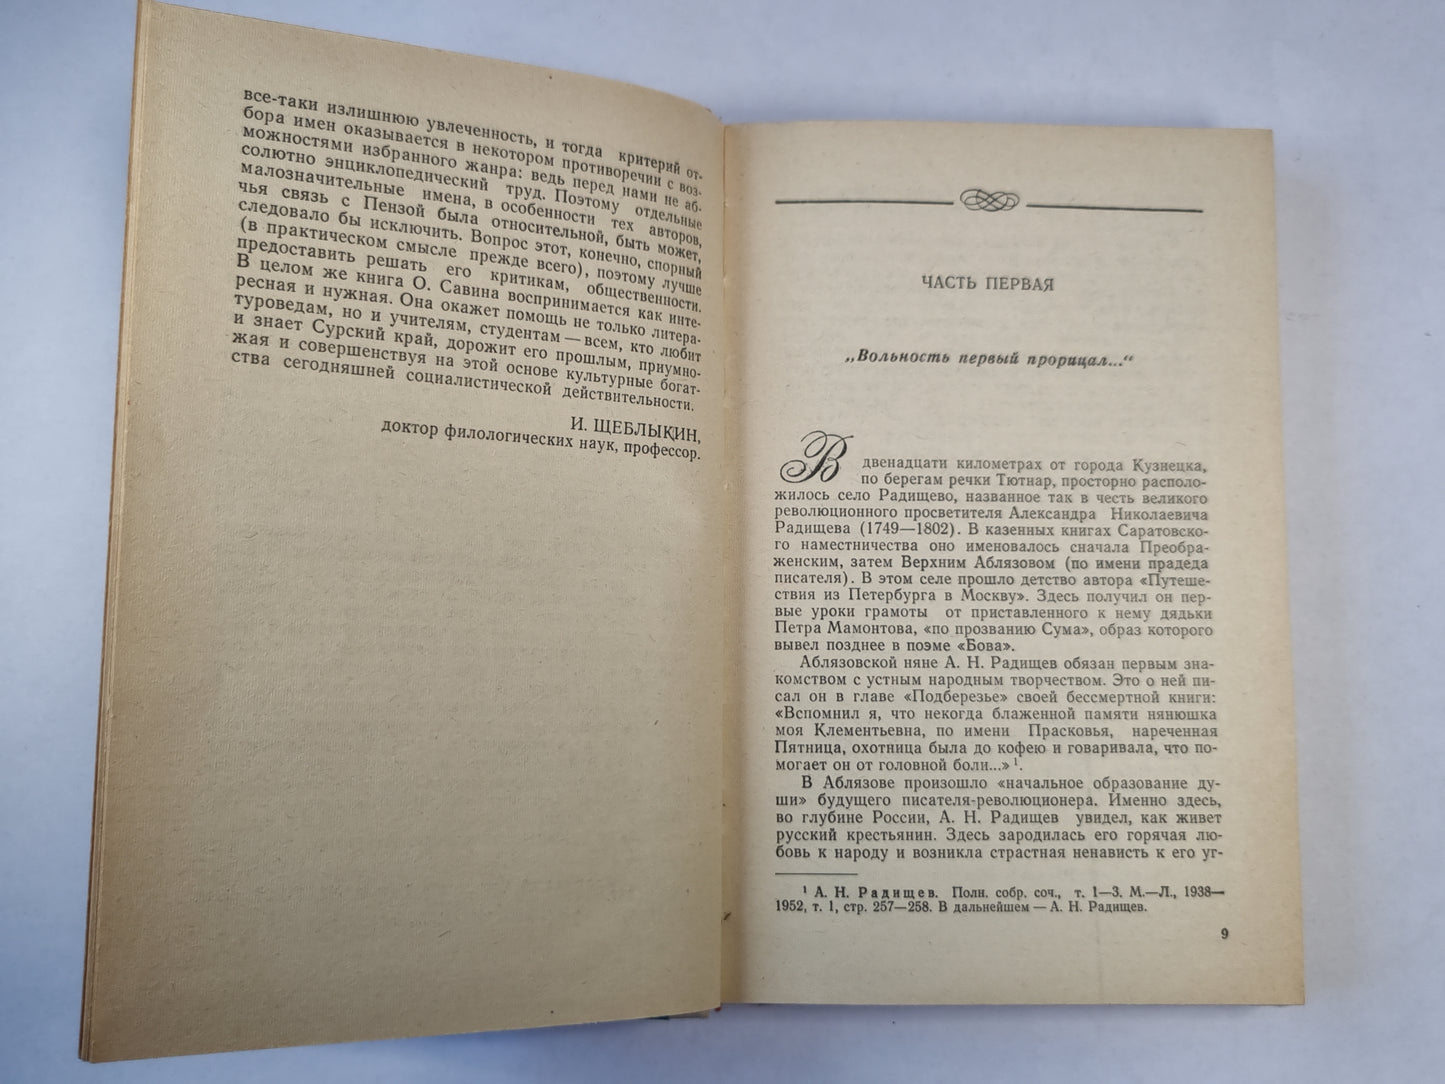 все-таки излишнюю увлеченность, и тогда критерий от-
бора имен оказывается в некотором противоречии с воз-
можностями избранного жанра: ведь перед нами не аб-
солютно энциклопедический труд. Поэтому отдельные
малозначительные имена, в особенности тех авторов,
чья связь с Пензой была относительной, быть может,
следовало бы исключить. Вопрос этот, конечно, спорный
(в практическом смысле прежде всего), поэтому лучше
предоставить решать его критикам, общественности.
В целом же книга О. Савина воспринимается как инте-
ресная и нужная. Она окажет помощь не только литера-
туроведам, но и учителям, студентам — всем, кто любит
и знает Сурский край, дорожит его прошлым, приумно-
жая и совершенствуя на этой основе культурные богат-
ства сегодняшней социалистической действительности.
И. ЩЕБЛЫКИН,
доктор филологических наук, профессор.
ЧАСТЬ ПЕРВАЯ
„Вольность первый прорицал...“
В двенадцати километрах от города Кузнецка,
по берегам речки Тютнар, просторно располо-
жилось село Радищево, названное так в честь великого
революционного просветителя Александра Николаевича
Радищева (1749—1802). В казенных книгах Саратовско-
го наместничества оно именовалось сначала Преобра-
женским, затем Верхним Аблязовом (по имени прадеда
писателя). В этом селе прошло детство автора «Путеше-
ствия из Петербурга в Москву». Здесь получил он пер-
вые уроки грамоты от приставленного к нему дядьки
Петра Мамонтова, «по прозванию Сума», образ которого
вывел позднее в поэме «Бова».
Аблязовской няне А. Н. Радищев обязан первым зна-
комством с устным народным творчеством. Это о ней пи-
сал он в главе «Подберезье» своей бессмертной книги:
«Вспомнил я, что некогда блаженной памяти нянюшка
моя Клементьевна, по имени Прасковья, нареченная
Пятница, охотница была до кофею и говаривала, что по-
могает он от головной боли...» ¹.
В Аблязове произошло «начальное образование ду-
ши» будущего писателя-революционера. Именно здесь,
во глубине России, А. Н. Радищев увидел, как живет
русский крестьянин. Здесь зародилась его горячая лю-
бовь к народу и возникла страстная ненависть к его уг-
¹ А. Н. Радищев. Полн. собр. соч., т. 1—3. М.—Л., 1938—
1952, т. 1, стр. 257—258. В дальнейшем — А. Н. Радищев.
9